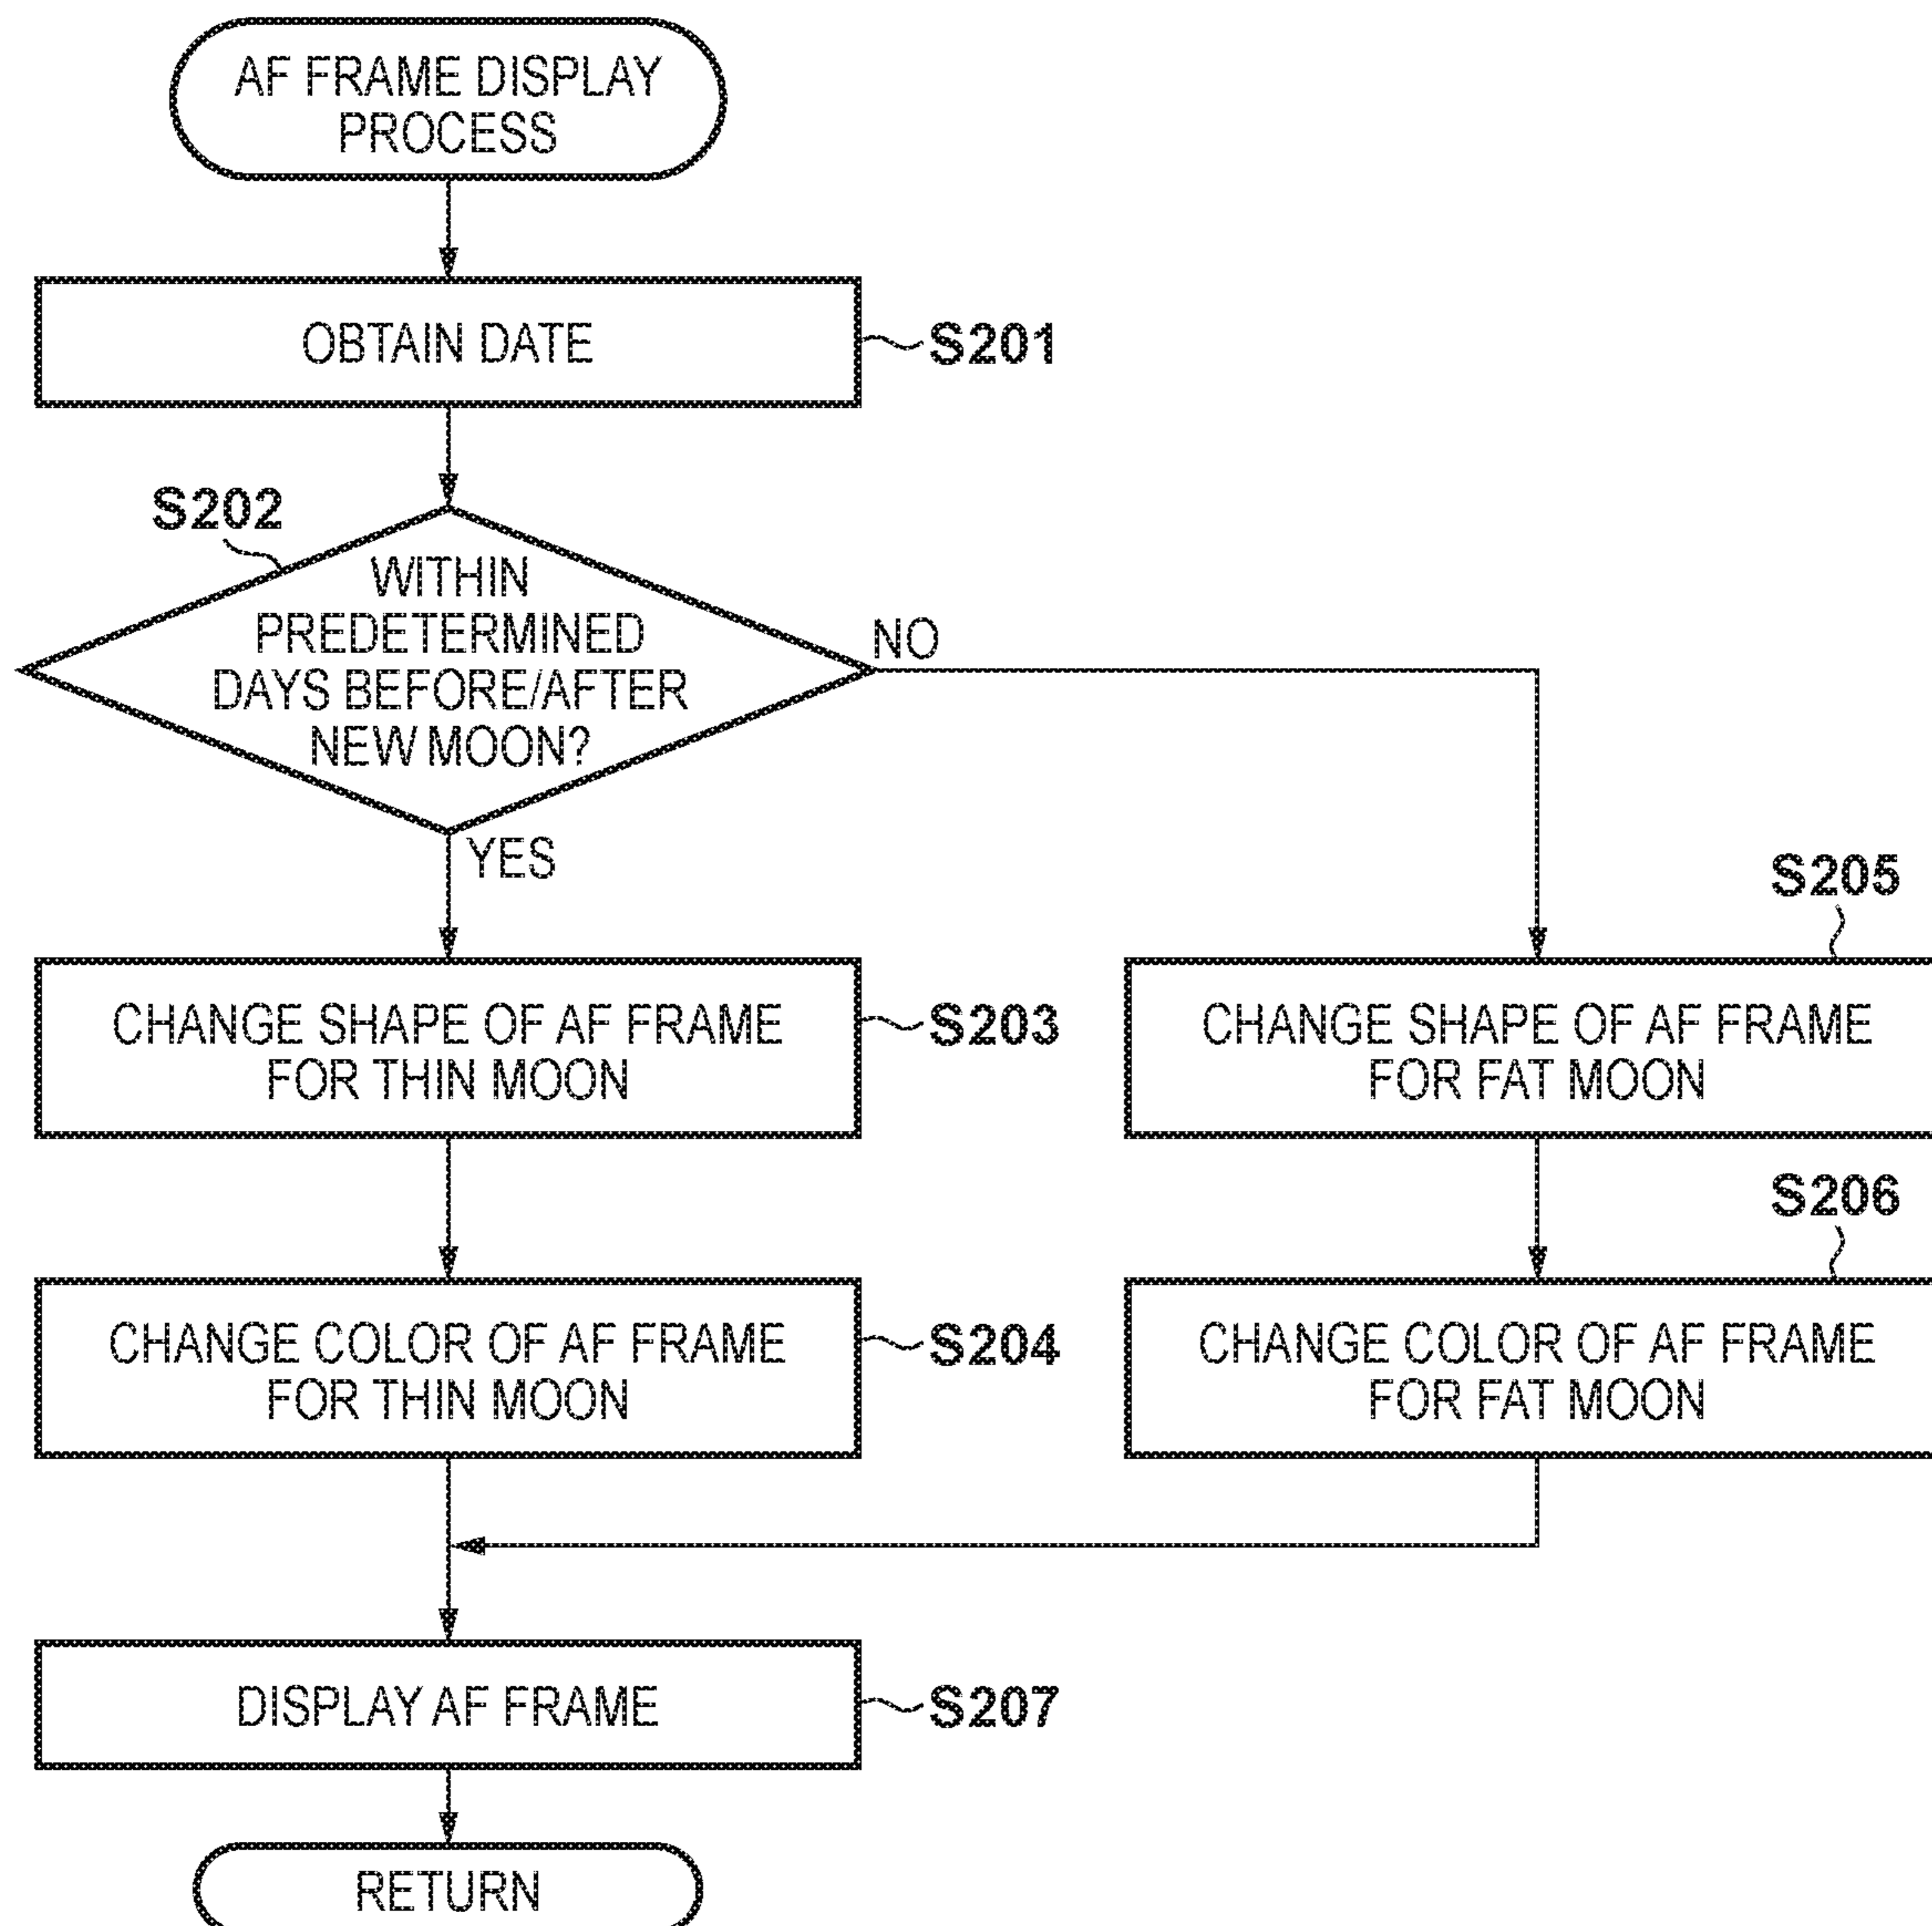 AF FRAME DISPLAY
PROCESS
OBTAIN DATE
S201
S202
WITHIN
PREDETERMINED
DAYS BEFORE/AFTER
NEW MOON?
NO
YES
CHANGE SHAPE OF AF FRAME
FOR THIN MOON
S203
S205
CHANGE SHAPE OF AF FRAME
FOR FAT MOON
CHANGE COLOR OF AF FRAME
FOR THIN MOON
S204
S206
CHANGE COLOR OF AF FRAME
FOR FAT MOON
DISPLAY AF FRAME
S207
RETURN